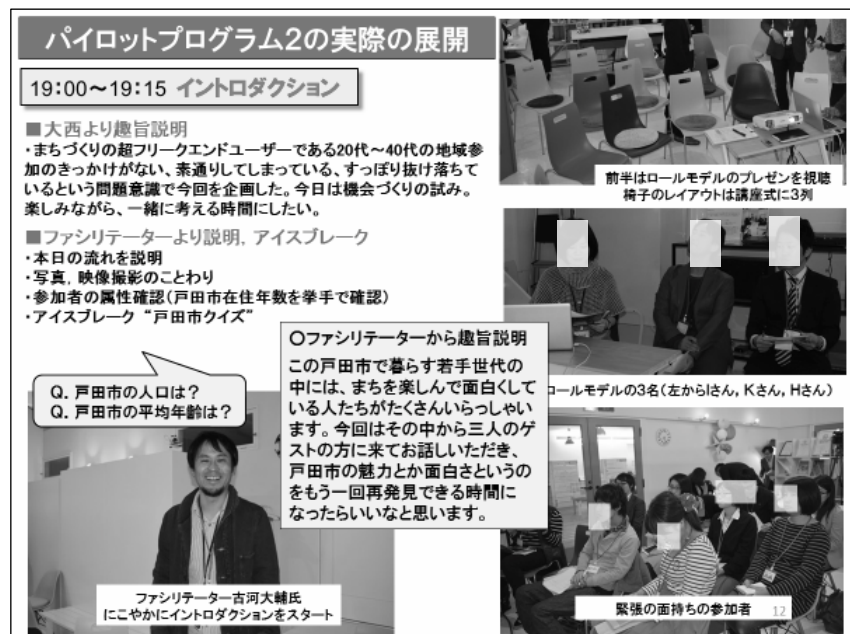 パイロットプログラム2の実際の展開
19:00～19:15 イントロダクション
■大西より趣旨説明
・まちづくりの超フリークエンドユーザーである20代～40代の地域参
加のきっかけがない、素通りしてしまっている、すっぽり抜け落ちて
いるという問題意識で今回を企画した。今日は機会づくりの試み。
楽しみながら、一緒に考える時間にしたい。
■ファシリテーターより説明，アイスブレーク
・本日の流れを説明
・写真，映像撮影のことわり
・参加者の属性確認（戸田市在住年数を挙手で確認）
・アイスブレーク “戸田市クイズ”
Q. 戸田市の人口は？
Q. 戸田市の平均年齢は？
ファシリテーター古河大輔氏
にこやかにイントロダクションをスタート
○ファシリテーターから趣旨説明
この戸田市で暮らす若手世代の
中には、まちを楽しんで面白くして
いる人たちがたくさんいらっしゃい
ます。今回はその中から三人のゲ
ストの方に来てお話しいただき、
戸田市の魅力とか面白さというの
をもう一回再発見できる時間に
なったらいいなと思います。
前半はロールモデルのプレゼンを視聴
椅子のレイアウトは講座式に3列
ロールモデルの3名（左からIさん，Kさん，Hさん）
緊張の面持ちの参加者
12